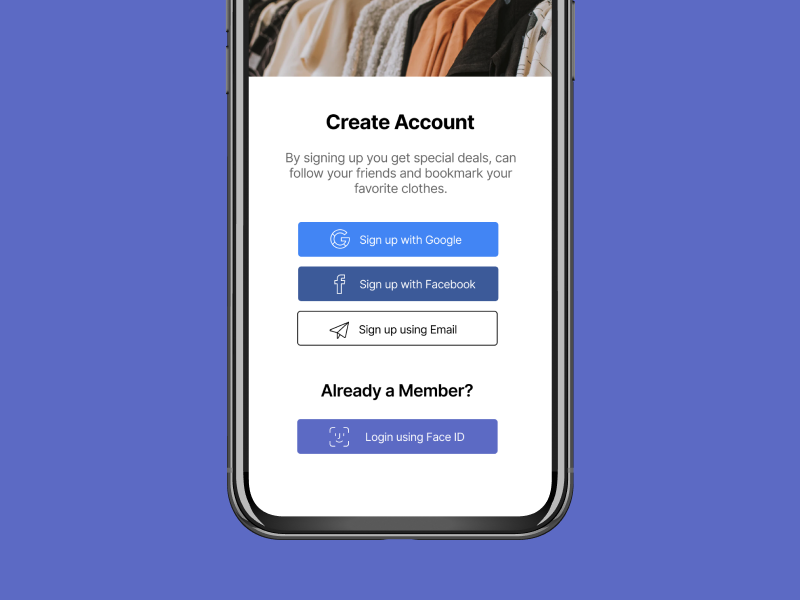 Create Account
By signing up you get special deals, can
follow your friends and bookmark your
favorite clothes.
Sign up with Google
Sign up with Facebook
Sign up using Email
Already a Member?
Login using Face ID